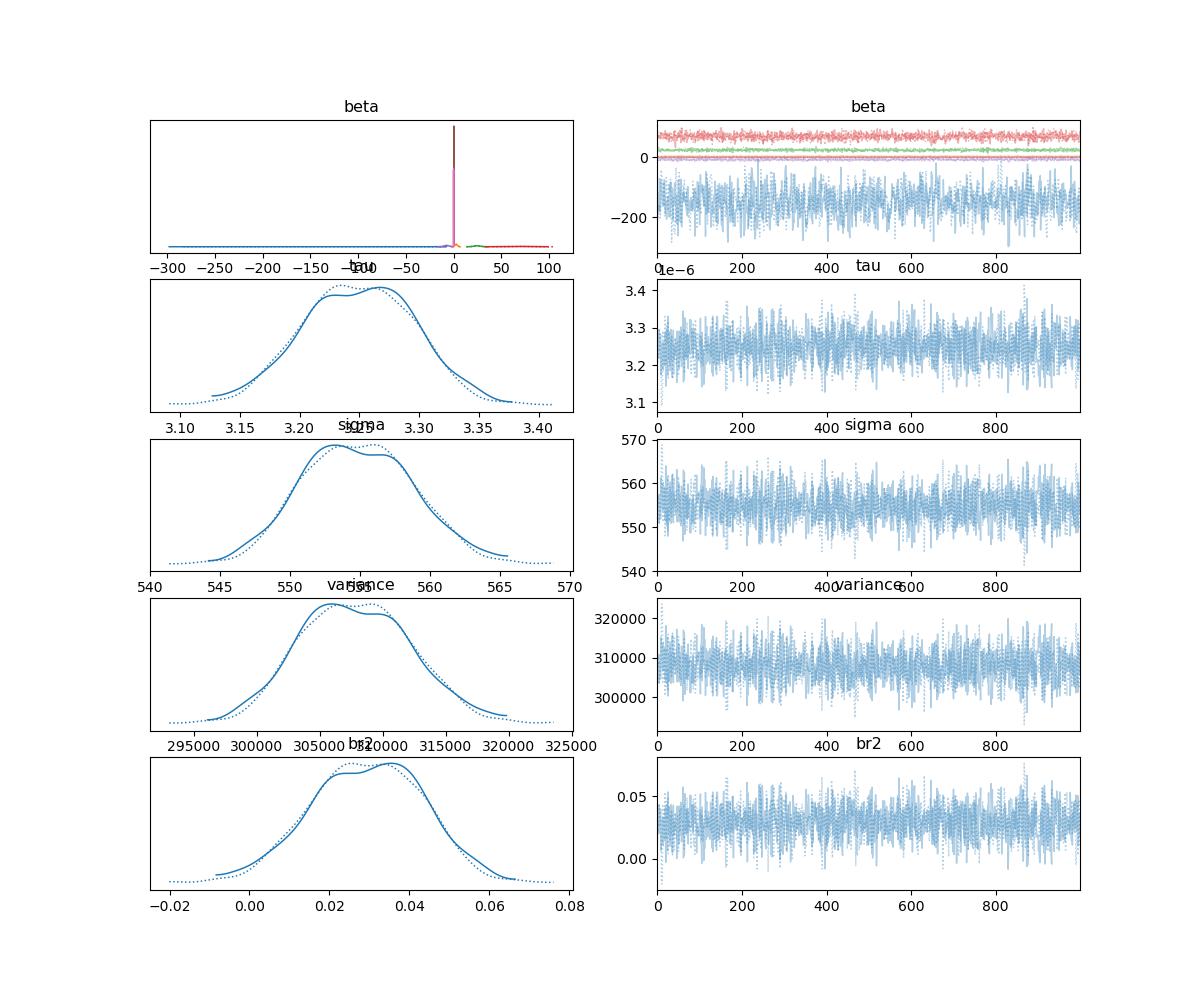 beta
beta
0
−200
−300 −250 −200 −150 −100 −50 0 50 100
0 200 400 600 800
tau
tau
1e−6
3.4
3.3
3.2
3.1
3.10 3.15 3.20 3.25 3.30 3.35 3.40
0 200 400 600 800
sigma
sigma
570
560
550
540
540 545 550 555 560 565 570
0 200 400 600 800
variance
variance
320000
310000
300000
295000 300000 305000 310000 315000 320000 325000
0 200 400 600 800
br2
br2
0.05
0.00
−0.02 0.00 0.02 0.04 0.06 0.08
0 200 400 600 800